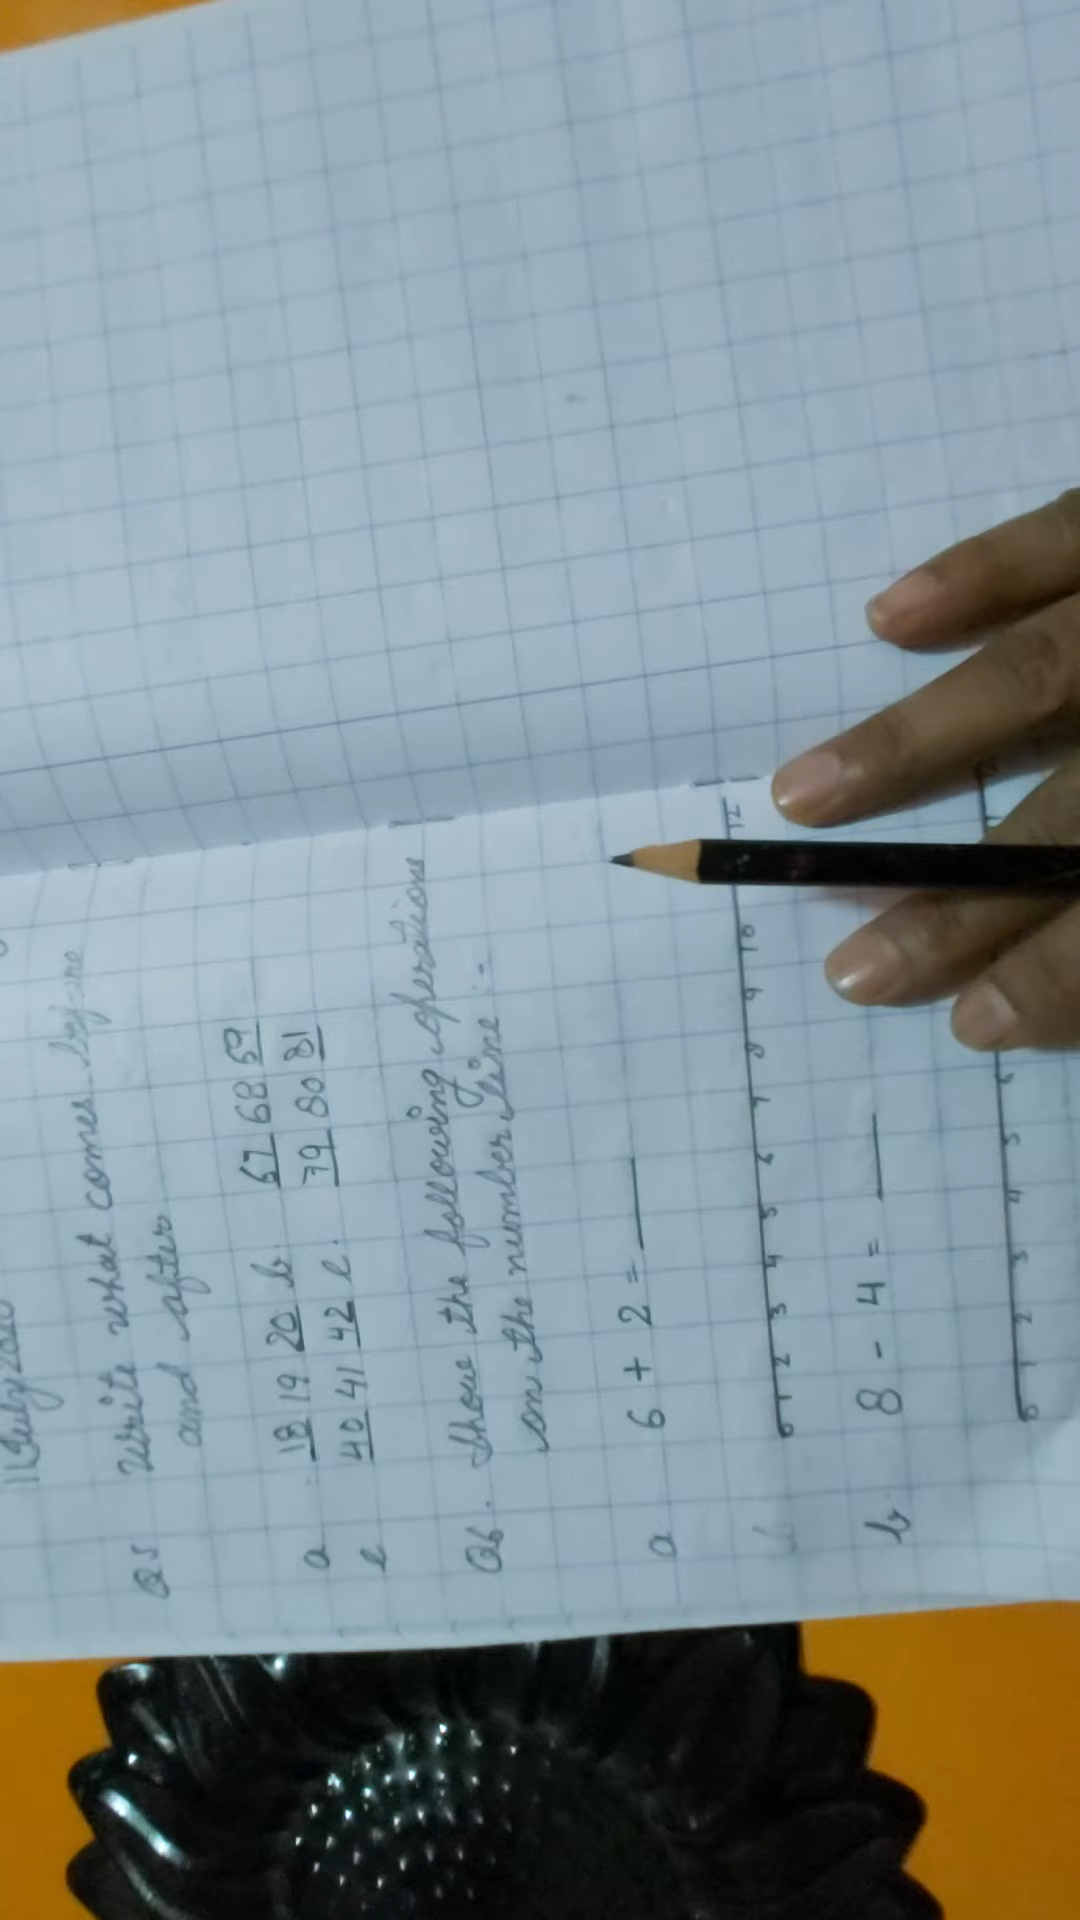 11 July 2020
Q5 Write what comes before
and after
a 18 19 20 b. 67 68 69
c 40 41 42 c. 79 80 81
Q6. Show the following operations
on the number line :-
a 6 + 2 = ___
0 1 2 3 4 5 6 7 8 9 10 12
b. 8 - 4 = ___
0 1 2 3 4 5 6